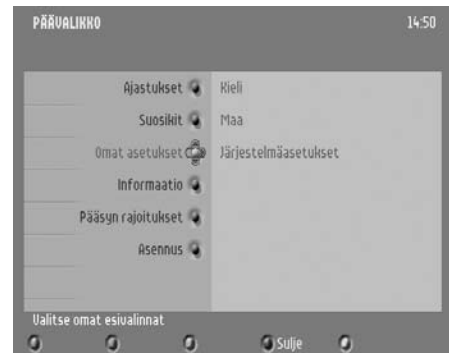 PÄÄVALIKKO 14:50
Ajastukset Kieli
Suosikit Maa
Omat asetukset Järjestelmäasetukset
Informaatio
Pääsyn rajoitukset
Asennus
Valitse omat esivalinnat
Sulje